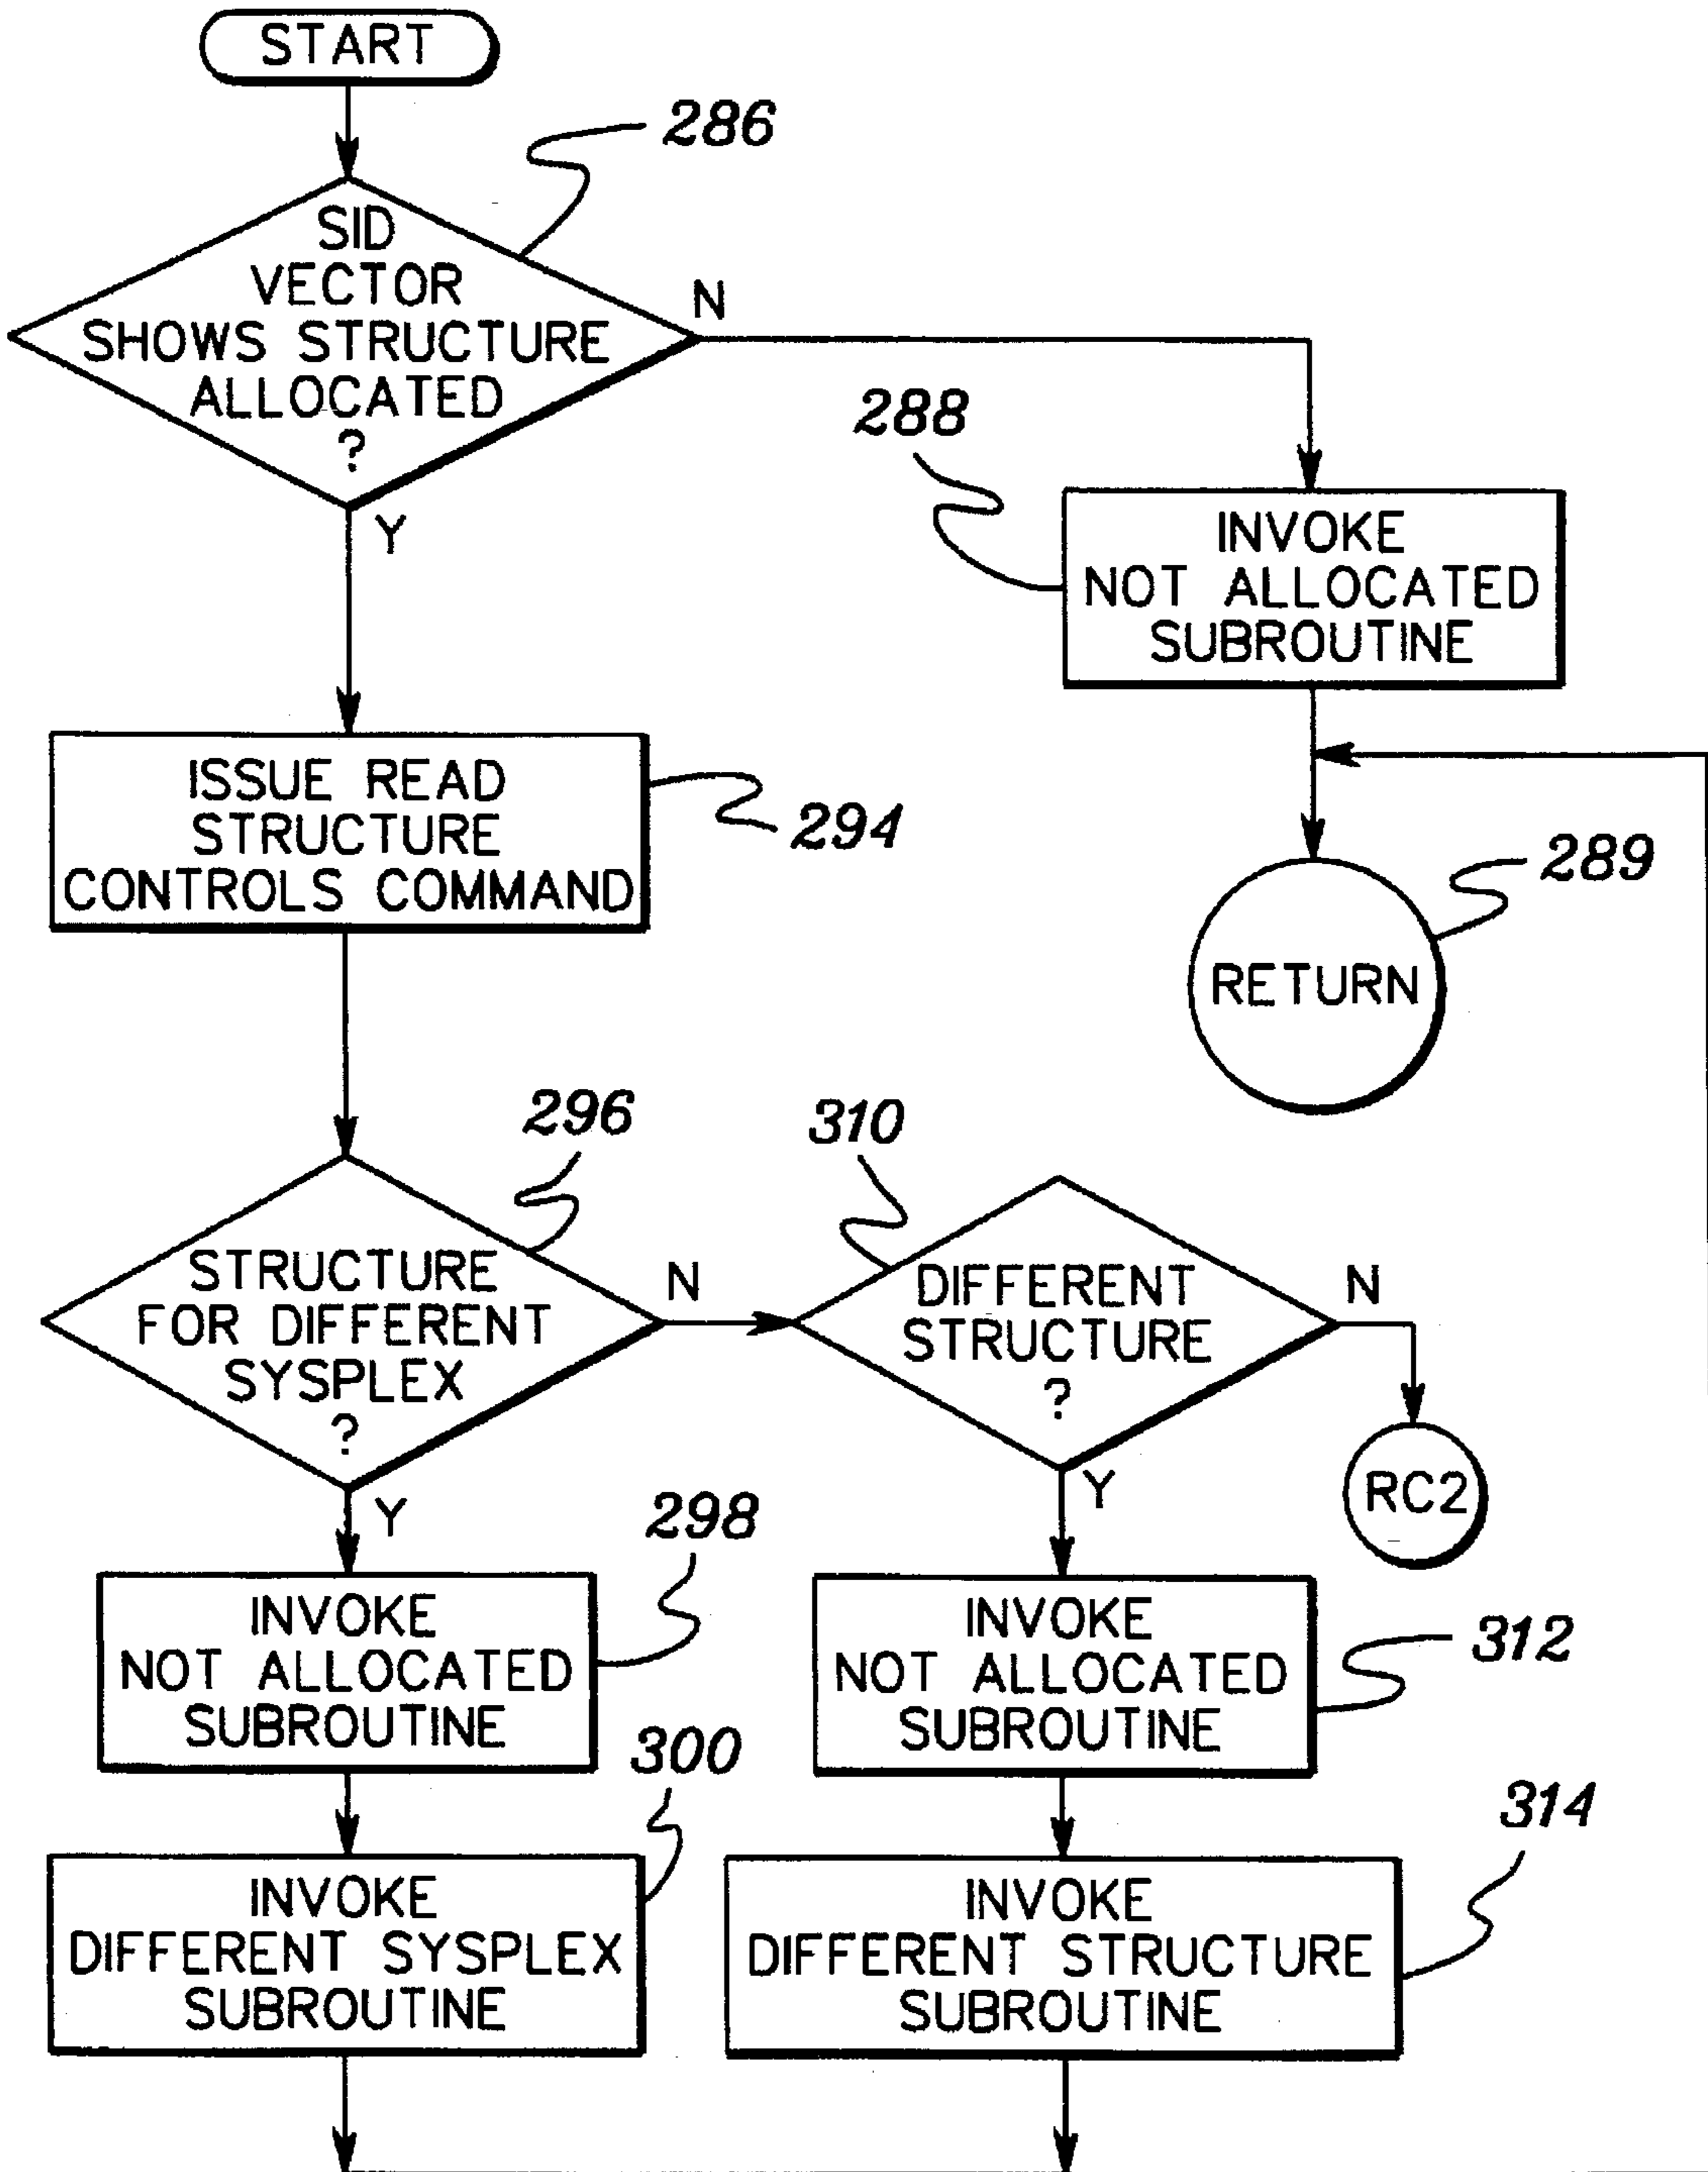 START
286
SID
VECTOR
SHOWS STRUCTURE
ALLOCATED
?
N
Y
288
INVOKE
NOT ALLOCATED
SUBROUTINE
ISSUE READ
STRUCTURE
CONTROLS COMMAND
294
289
RETURN
296
STRUCTURE
FOR DIFFERENT
SYSPLEX
?
N
Y
310
DIFFERENT
STRUCTURE
?
N
Y
RC2
298
INVOKE
NOT ALLOCATED
SUBROUTINE
312
INVOKE
NOT ALLOCATED
SUBROUTINE
300
INVOKE
DIFFERENT SYSPLEX
SUBROUTINE
314
INVOKE
DIFFERENT STRUCTURE
SUBROUTINE